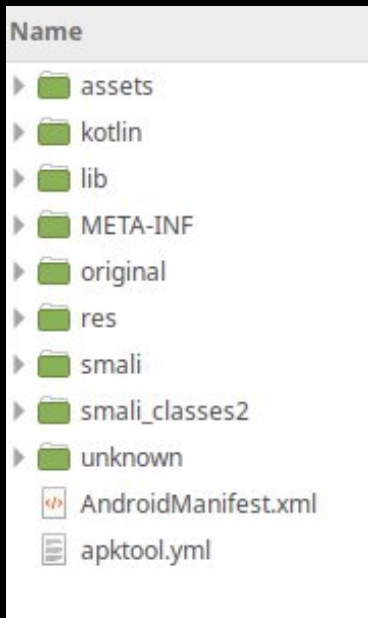 Name
assets
kotlin
lib
META-INF
original
res
smali
smali_classes2
unknown
AndroidManifest.xml
apktool.yml